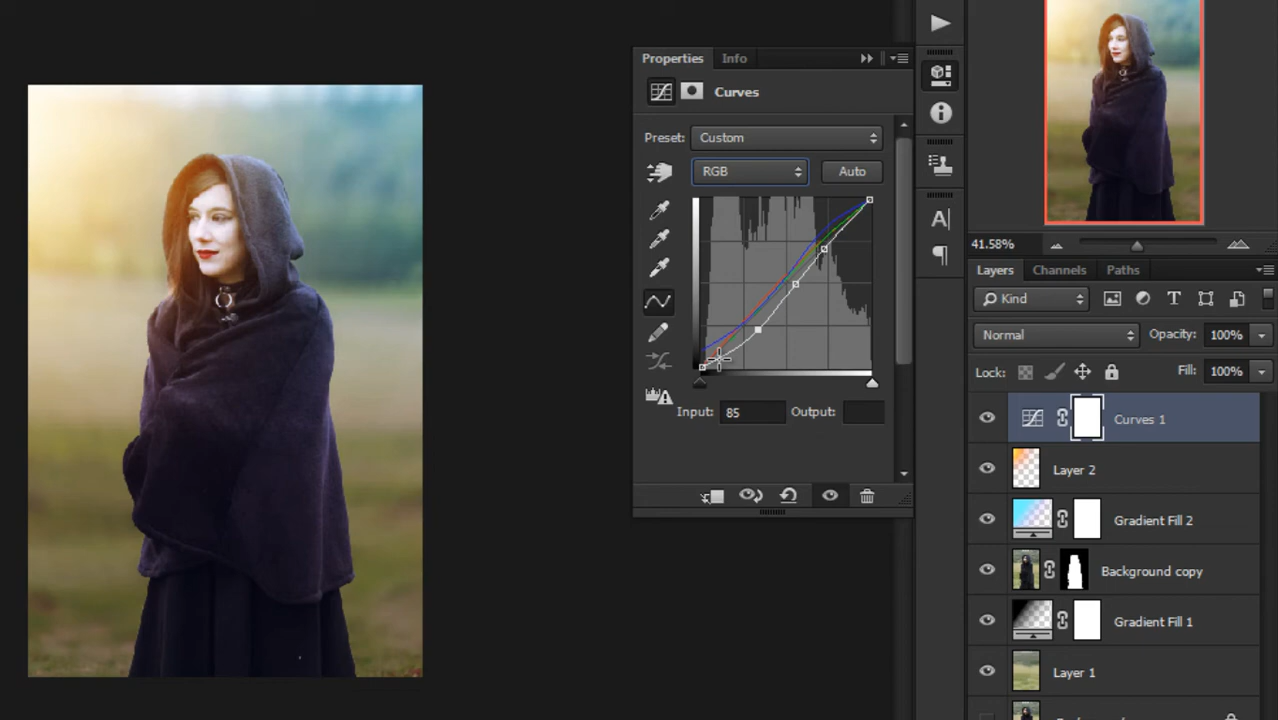 Properties Info
Curves
Preset: Custom
RGB Auto
Input: 85 Output:
A
41.58%
Layers Channels Paths
Kind T
Normal Opacity: 100%
Lock: Fill: 100%
Curves 1
Layer 2
Gradient Fill 2
Background copy
Gradient Fill 1
Layer 1